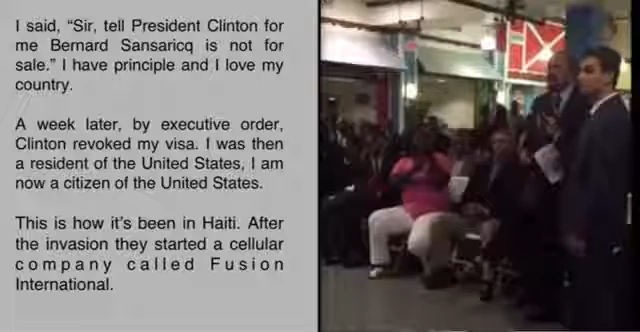 I said, “Sir, tell President Clinton for
me Bernard Sansaricq is not for
sale.” I have principle and I love my
country.
A week later, by executive order,
Clinton revoked my visa. I was then
a resident of the United States, I am
now a citizen of the United States.
This is how it’s been in Haiti. After
the invasion they started a cellular
company called Fusion
International.